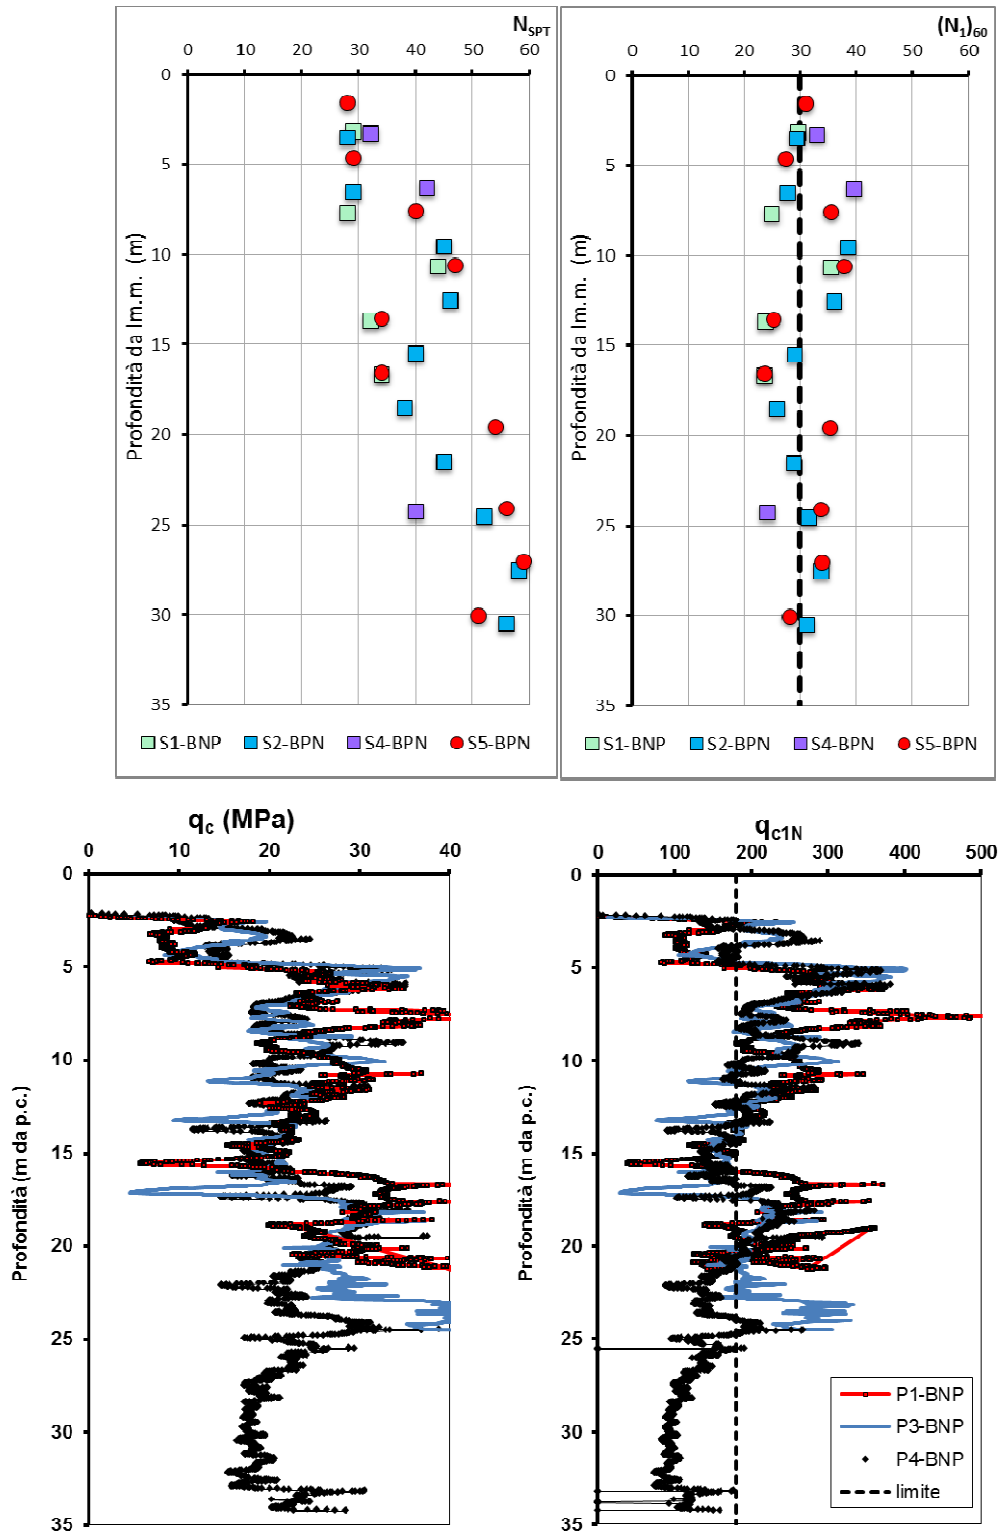 N_SPT
0 10 20 30 40 50 60
0
5
10
15
20
25
30
35
Profondità da lm.m. (m)
S1-BNP S2-BPN S4-BPN S5-BPN
(N₁)₆₀
0 10 20 30 40 50 60
0
5
10
15
20
25
30
35
Profondità da lm.m. (m)
S1-BNP S2-BPN S4-BPN S5-BPN
q_c (MPa)
0 10 20 30 40
0
5
10
15
20
25
30
35
Profondità (m da p.c.)
q_c1N
0 100 200 300 400 500
0
5
10
15
20
25
30
35
Profondità (m da p.c.)
P1-BNP
P3-BNP
P4-BNP
limite